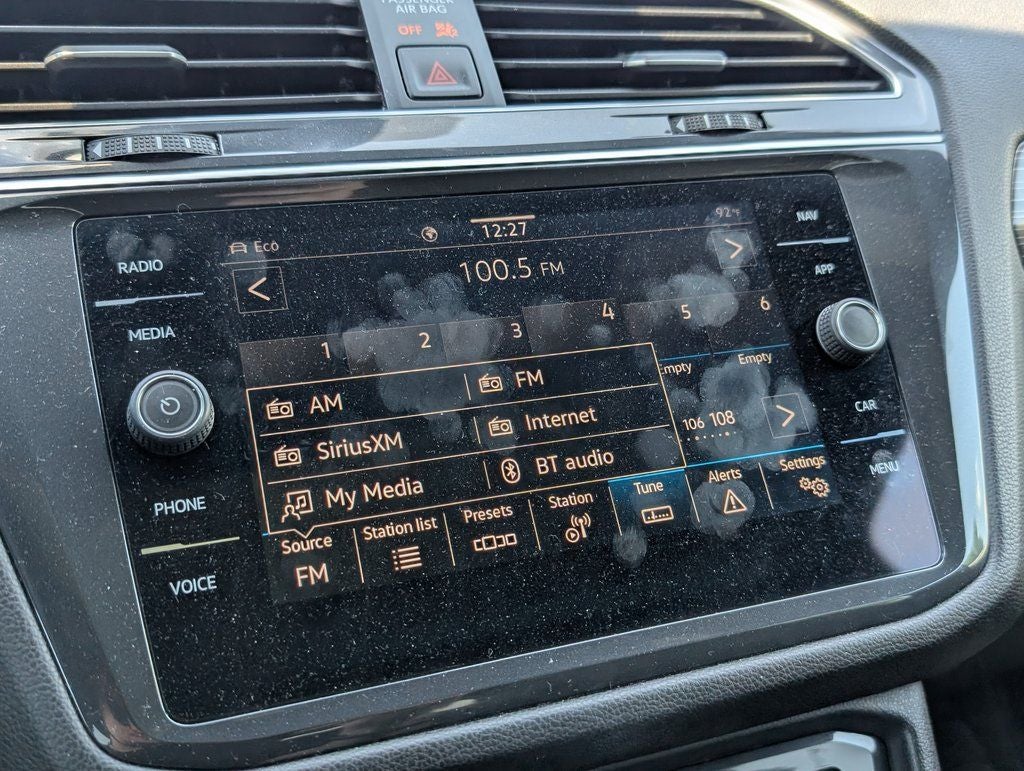 PASSENGER
AIR BAG
OFF
Eco
12:27
92°F
100.5 FM
RADIO
MEDIA
PHONE
VOICE
NAV
APP
CAR
MENU
1 2 3 4 5 6
Empty Empty
106 108
AM FM
SiriusXM Internet
My Media BT audio
Source Station list Presets Station Tune Alerts Settings
FM